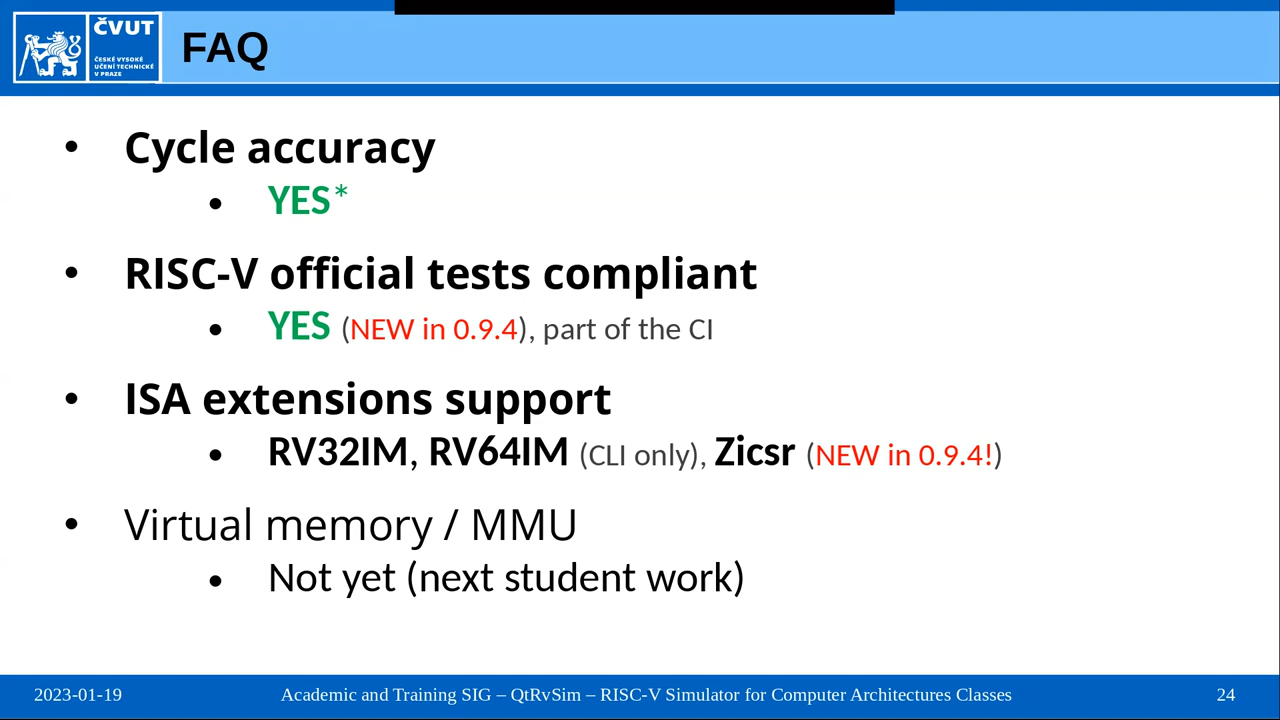 ČVUT
ČESKÉ VYSOKÉ
UČENÍ TECHNICKÉ
V PRAZE
FAQ
• Cycle accuracy
• YES*
• RISC-V official tests compliant
• YES (NEW in 0.9.4), part of the CI
• ISA extensions support
• RV32IM, RV64IM (CLI only), Zicsr (NEW in 0.9.4!)
• Virtual memory / MMU
• Not yet (next student work)
2023-01-19 Academic and Training SIG – QtRvSim – RISC-V Simulator for Computer Architectures Classes 24